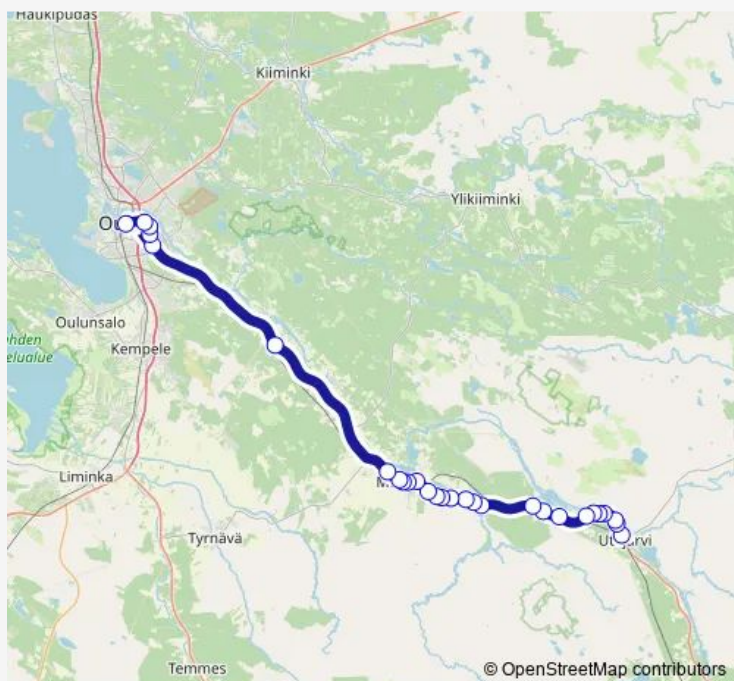 Haukipudas
Kiiminki
Ylikiiminki
Oulunsalo
Kempele
Liminka
Tyrnävä
Temmes
© OpenStreetMap contributors